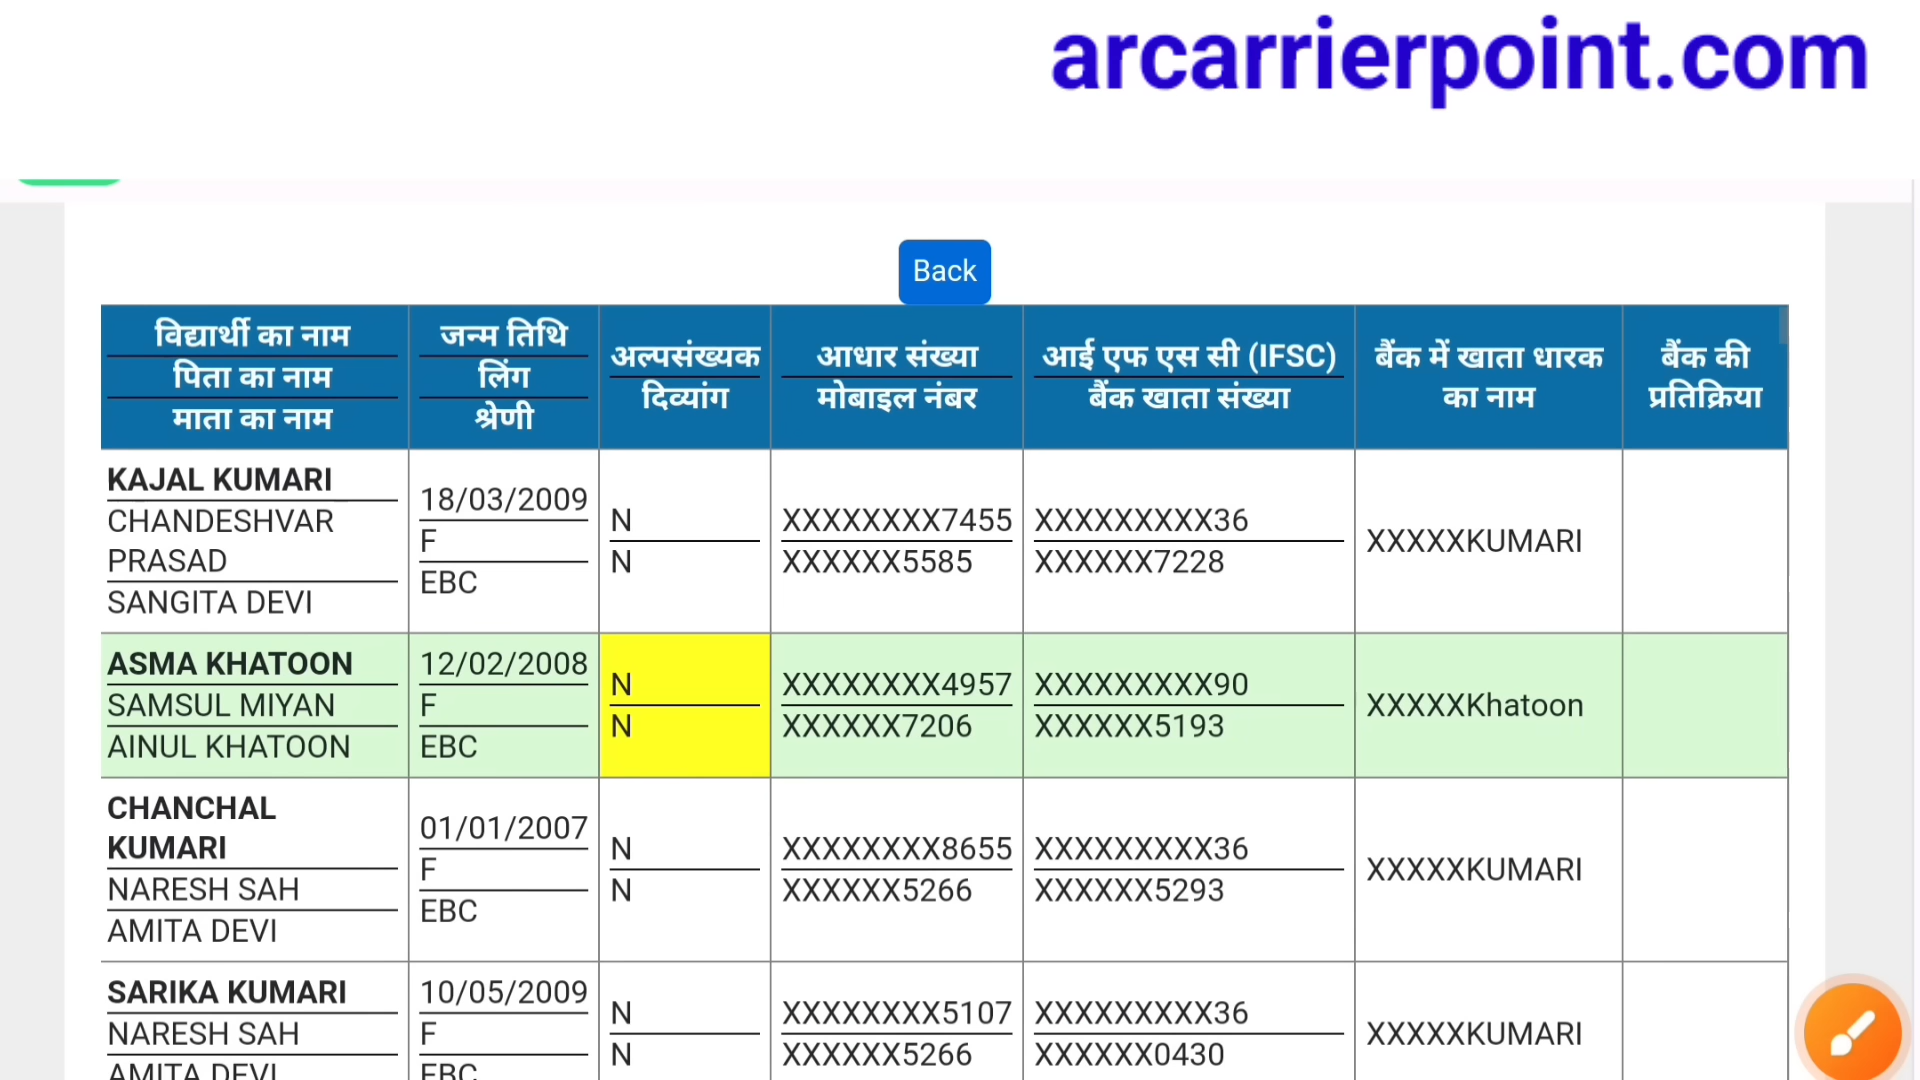 arcarrierpoint.com
Back
विद्यार्थी का नाम
पिता का नाम
माता का नाम
जन्म तिथि
लिंग
श्रेणी
अल्पसंख्यक
दिव्यांग
आधार संख्या
मोबाइल नंबर
आई एफ एस सी (IFSC)
बैंक खाता संख्या
बैंक में खाता धारक
का नाम
बैंक की
प्रतिक्रिया
KAJAL KUMARI
CHANDESHVAR
PRASAD
SANGITA DEVI
18/03/2009
F
EBC
N
N
XXXXXXXX7455
XXXXXX5585
XXXXXXXXX36
XXXXXX7228
XXXXXKUMARI
ASMA KHATOON
SAMSUL MIYAN
AINUL KHATOON
12/02/2008
F
EBC
N
N
XXXXXXXX4957
XXXXXX7206
XXXXXXXXX90
XXXXXX5193
XXXXXKhatoon
CHANCHAL
KUMARI
NARESH SAH
AMITA DEVI
01/01/2007
F
EBC
N
N
XXXXXXXX8655
XXXXXX5266
XXXXXXXXX36
XXXXXX5293
XXXXXKUMARI
SARIKA KUMARI
NARESH SAH
AMITA DEVI
10/05/2009
F
EBC
N
N
XXXXXXXX5107
XXXXXX5266
XXXXXXXXX36
XXXXXX0430
XXXXXKUMARI